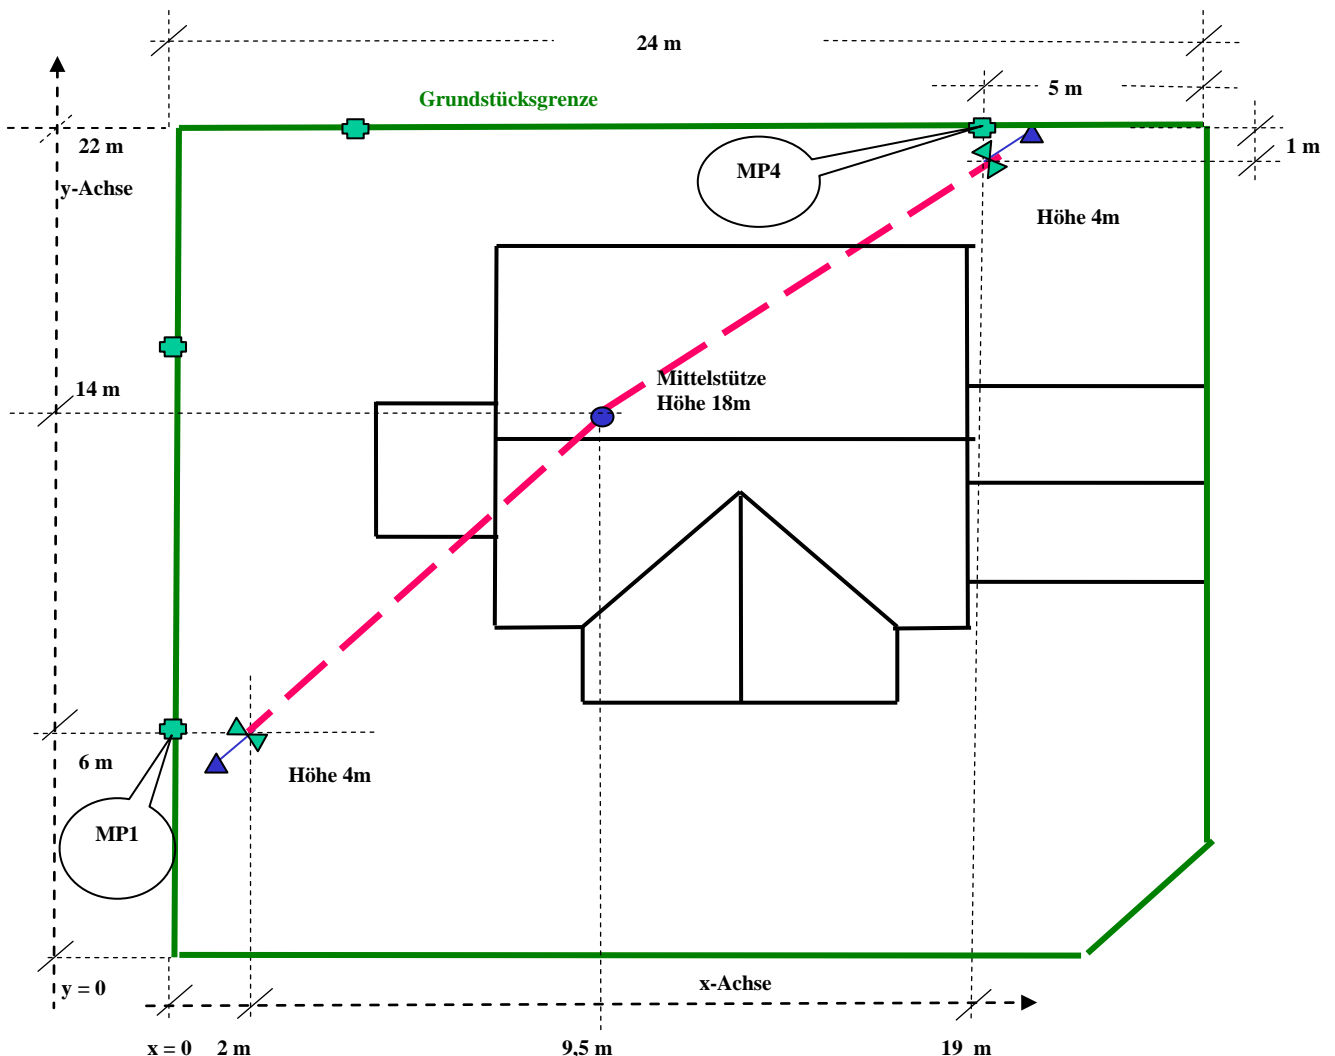 24 m
5 m
Grundstücksgrenze
22 m
1 m
MP4
y-Achse
Höhe 4m
Mittelstütze
Höhe 18m
14 m
6 m
Höhe 4m
MP1
y = 0
x-Achse
x = 0
2 m
9,5 m
19 m